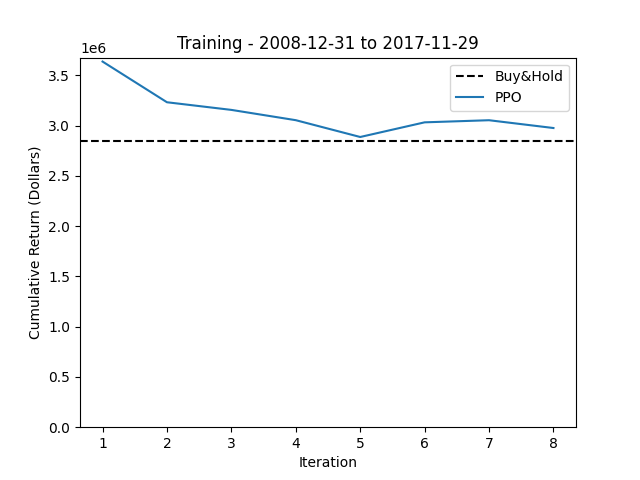 Training - 2008-12-31 to 2017-11-29
1e6
3.5
3.0
2.5
2.0
1.5
1.0
0.5
0.0
Cumulative Return (Dollars)
Buy&Hold
PPO
1 2 3 4 5 6 7 8
Iteration